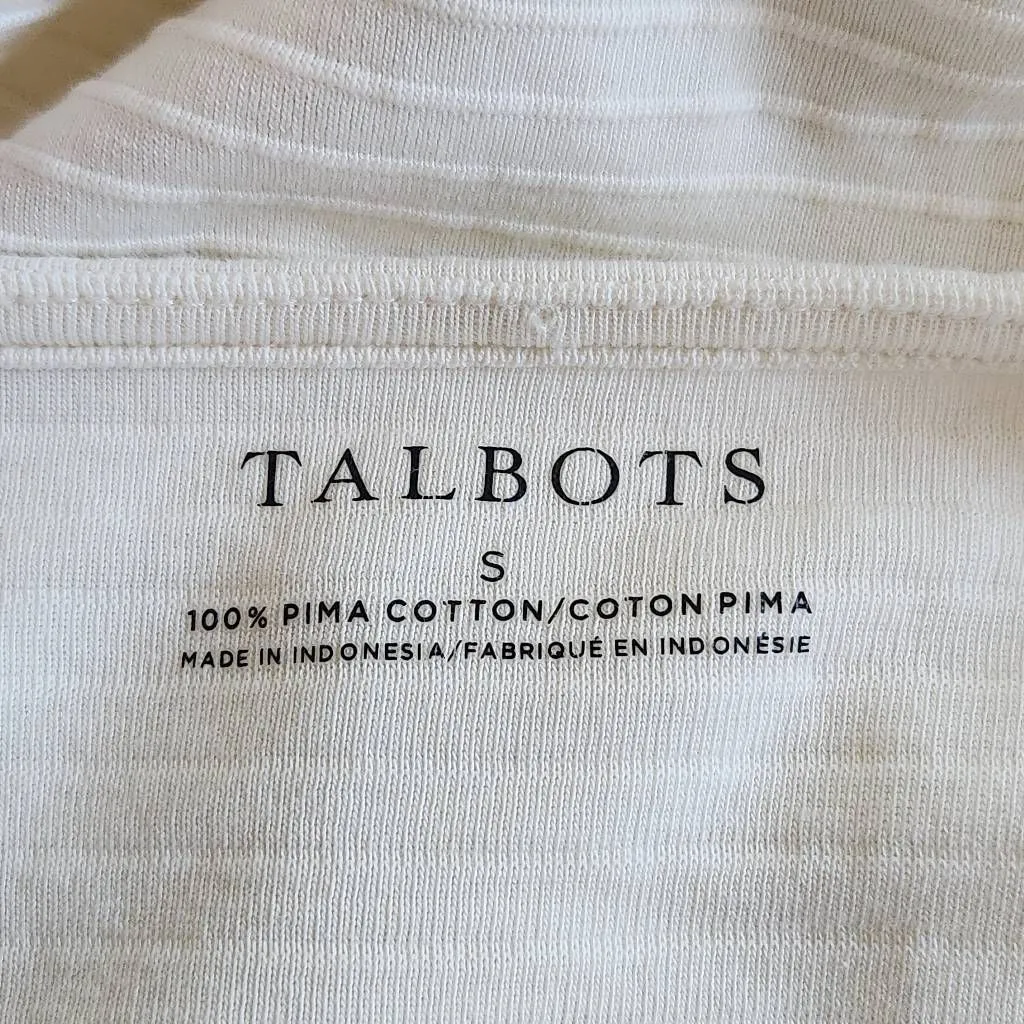 TALBOTS
S
100% PIMA COTTON/COTON PIMA
MADE IN INDONESIA/FABRIQUÉ EN INDONÉSIE